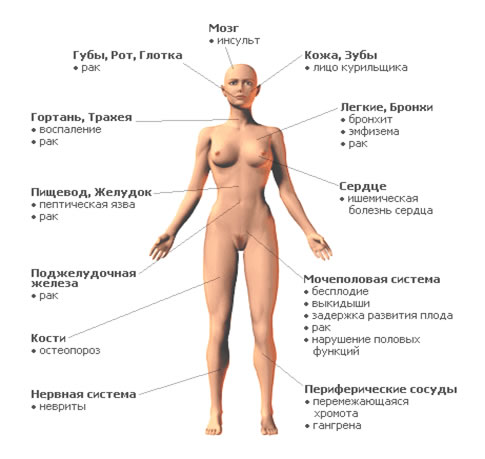 Мозг
• инсульт
Губы, Рот, Глотка
• рак
Кожа, Зубы
• лицо курильщика
Гортань, Трахея
• воспаление
• рак
Легкие, Бронхи
• бронхит
• эмфизема
• рак
Пищевод, Желудок
• пептическая язва
• рак
Сердце
• ишемическая
болезнь сердца
Поджелудочная
железа
• рак
Мочеполовая система
• бесплодие
• выкидыши
• задержка развития плода
• рак
• нарушение половых
функций
Кости
• остеопороз
Нервная система
• невриты
Периферические сосуды
• перемежающаяся
хромота
• гангрена